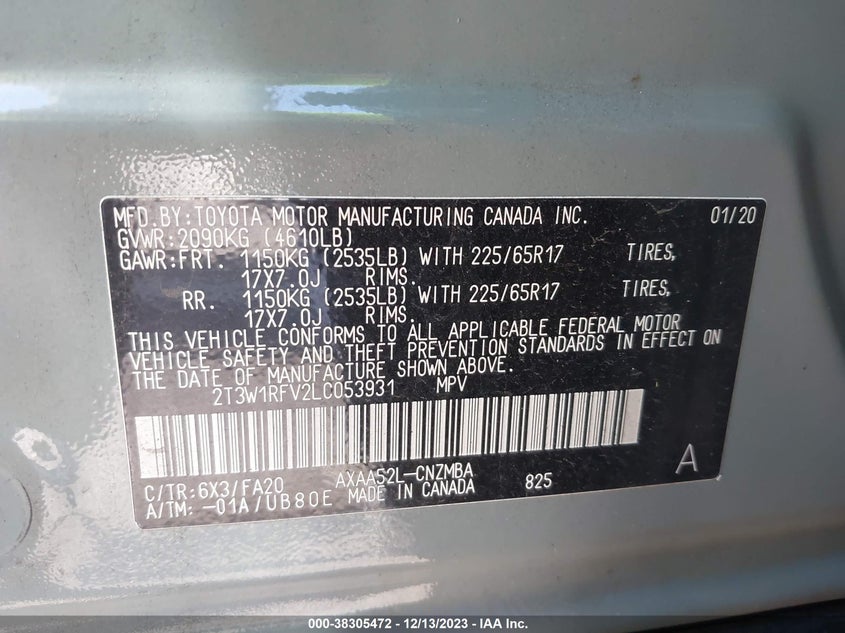 MFD.BY:TOYOTA MOTOR MANUFACTURING CANADA INC. 01/20
GVWR:2090KG (4610LB)
GAWR:FRT. 1150KG (2535LB) WITH 225/65R17 TIRES,
17X7.0J RIMS.
RR. 1150KG (2535LB) WITH 225/65R17 TIRES,
17X7.0J RIMS.
THIS VEHICLE CONFORMS TO ALL APPLICABLE FEDERAL MOTOR
VEHICLE SAFETY AND THEFT PREVENTION STANDARDS IN EFFECT ON
THE DATE OF MANUFACTURE SHOWN ABOVE.
2T3W1RFV2LC053931 MPV
A
C/TR:6X3/FA20 AXAA52L-CNZMBA 825
A/TM: -01A/UB80E MADE IN CANADA
000-38305472 - 12/13/2023 - IAA Inc.